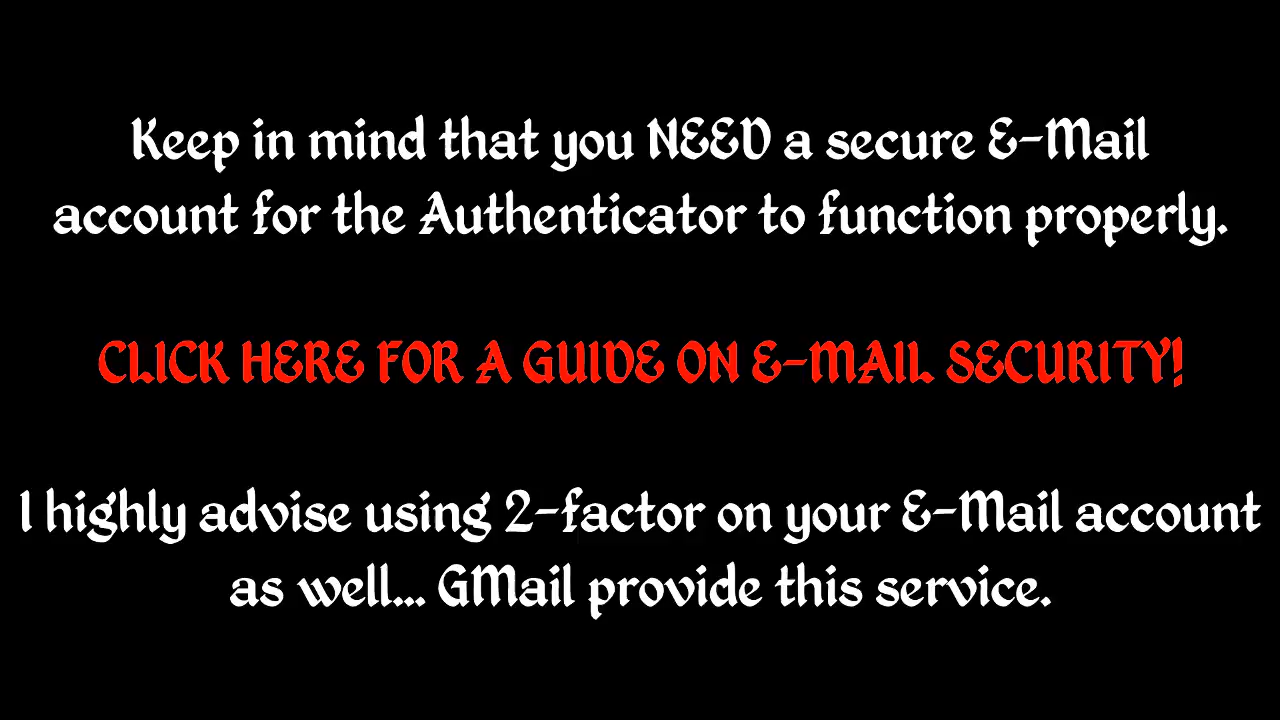 Keep in mind that you NEED a secure E-Mail
account for the Authenticator to function properly.
CLICK HERE FOR A GUIDE ON E-MAIL SECURITY!
I highly advise using 2-factor on your E-Mail account
as well... GMail provide this service.